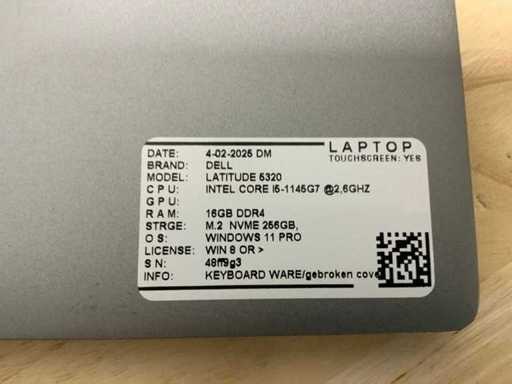 LAPTOP
TOUCHSCREEN: YES
DATE: 4-02-2025 DM
BRAND: DELL
MODEL: LATITUDE 5320
CPU: INTEL CORE I5-1145G7 @2,6GHZ
GPU:
RAM: 16GB DDR4
STRGE: M.2 NVME 256GB,
OS: WINDOWS 11 PRO
LICENSE: WIN 8 OR >
SN: 48ff9g3
INFO: KEYBOARD WARE/gebroken cove